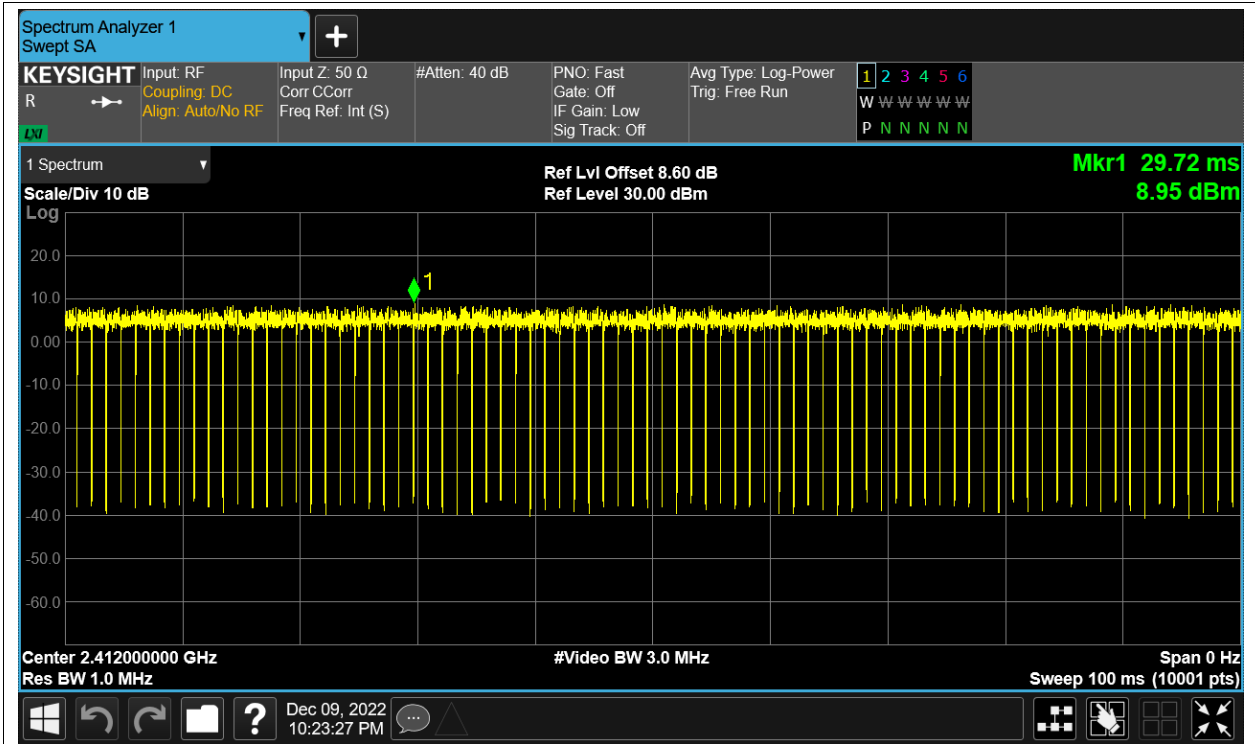 Spectrum Analyzer 1
Swept SA
KEYSIGHT
R
LXI
Input: RF
Coupling: DC
Align: Auto/No RF
Input Z: 50 Ω
Corr CCorr
Freq Ref: Int (S)
#Atten: 40 dB
PNO: Fast
Gate: Off
IF Gain: Low
Sig Track: Off
Avg Type: Log-Power
Trig: Free Run
1 2 3 4 5 6
W W W W W W
P N N N N N
1 Spectrum
Scale/Div 10 dB
Log
Ref Lvl Offset 8.60 dB
Ref Level 30.00 dBm
Mkr1 29.72 ms
8.95 dBm
20.0
1
10.0
0.00
-10.0
-20.0
-30.0
-40.0
-50.0
-60.0
Center 2.412000000 GHz
#Video BW 3.0 MHz
Span 0 Hz
Res BW 1.0 MHz
Sweep 100 ms (10001 pts)
?
Dec 09, 2022
10:23:27 PM